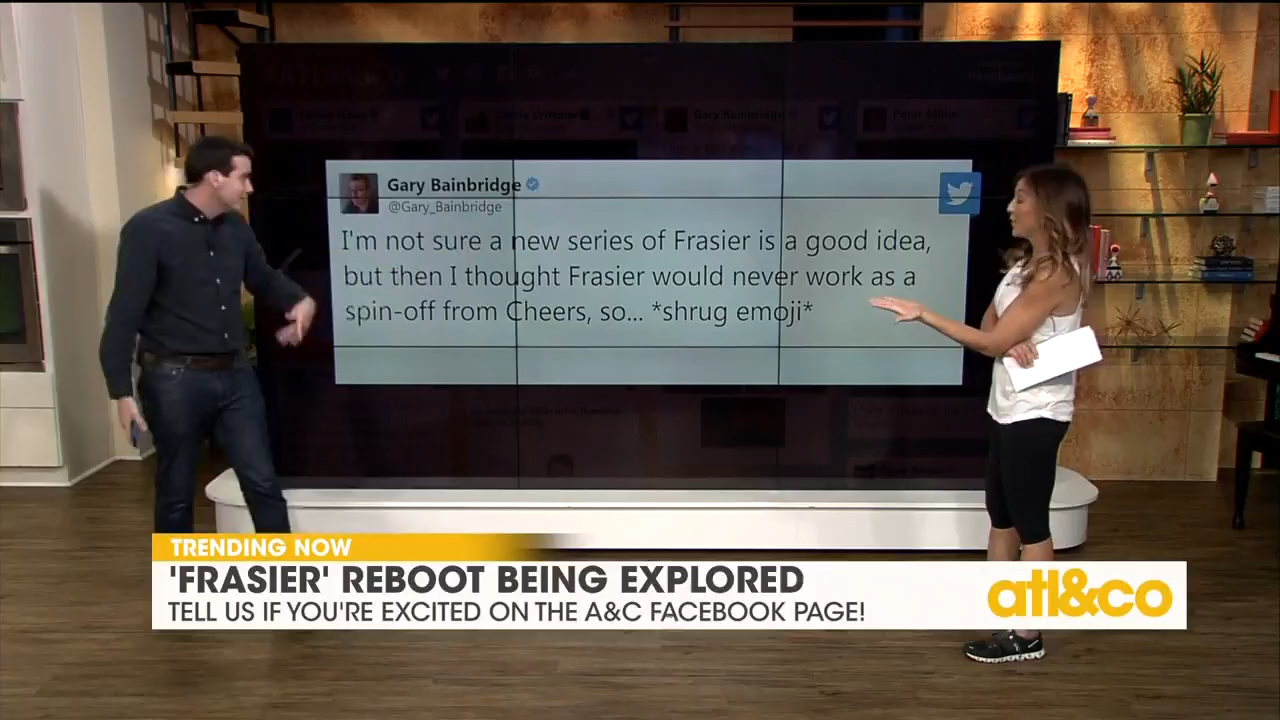 Gary Bainbridge
@Gary_Bainbridge
I'm not sure a new series of Frasier is a good idea,
but then I thought Frasier would never work as a
spin-off from Cheers, so... *shrug emoji*
TRENDING NOW
'FRASIER' REBOOT BEING EXPLORED
TELL US IF YOU'RE EXCITED ON THE A&C FACEBOOK PAGE!
atl&co